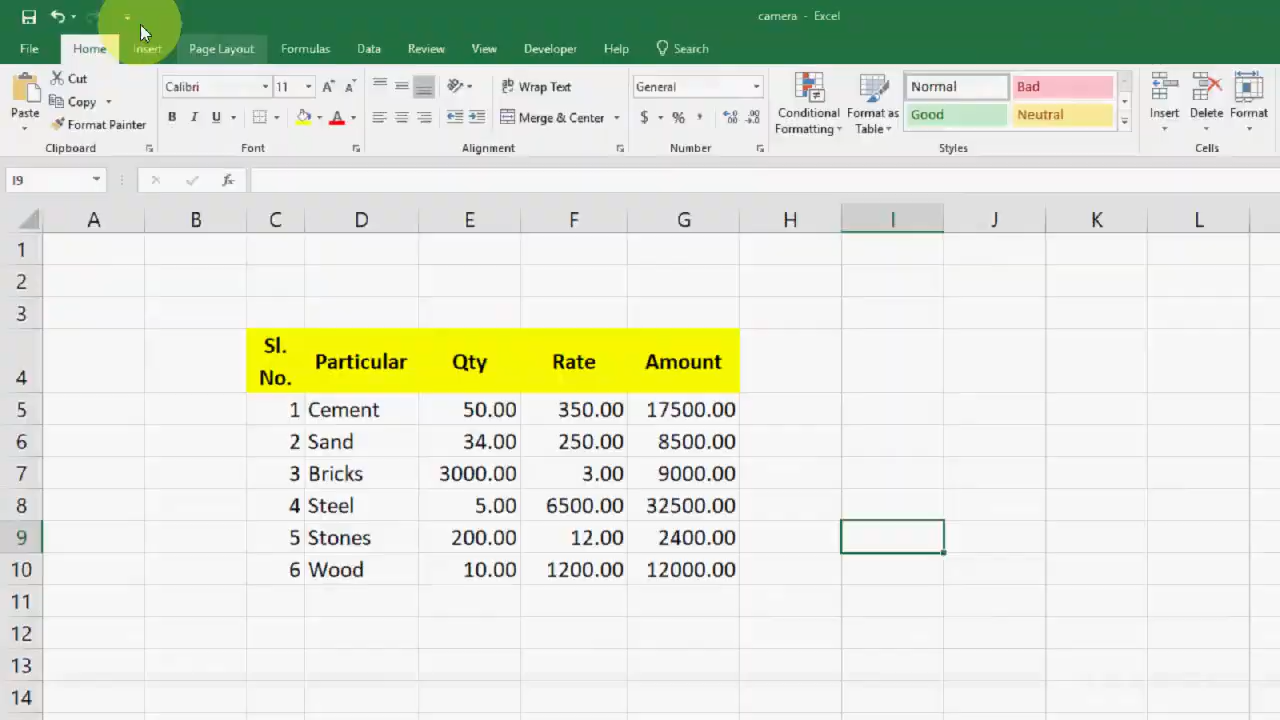 camera - Excel
File Home Insert Page Layout Formulas Data Review View Developer Help Search
Paste Cut Copy Format Painter Clipboard
Calibri 11 A A B I U A Font
Wrap Text Merge & Center Alignment
General $ % , Number
Conditional Formatting Format as Table Normal Bad Good Neutral Styles
Insert Delete Format Cells
I9 fx
A B C D E F G H I J K L
1
2
3
4 Sl. No. Particular Qty Rate Amount
5 1 Cement 50.00 350.00 17500.00
6 2 Sand 34.00 250.00 8500.00
7 3 Bricks 3000.00 3.00 9000.00
8 4 Steel 5.00 6500.00 32500.00
9 5 Stones 200.00 12.00 2400.00
10 6 Wood 10.00 1200.00 12000.00
11
12
13
14